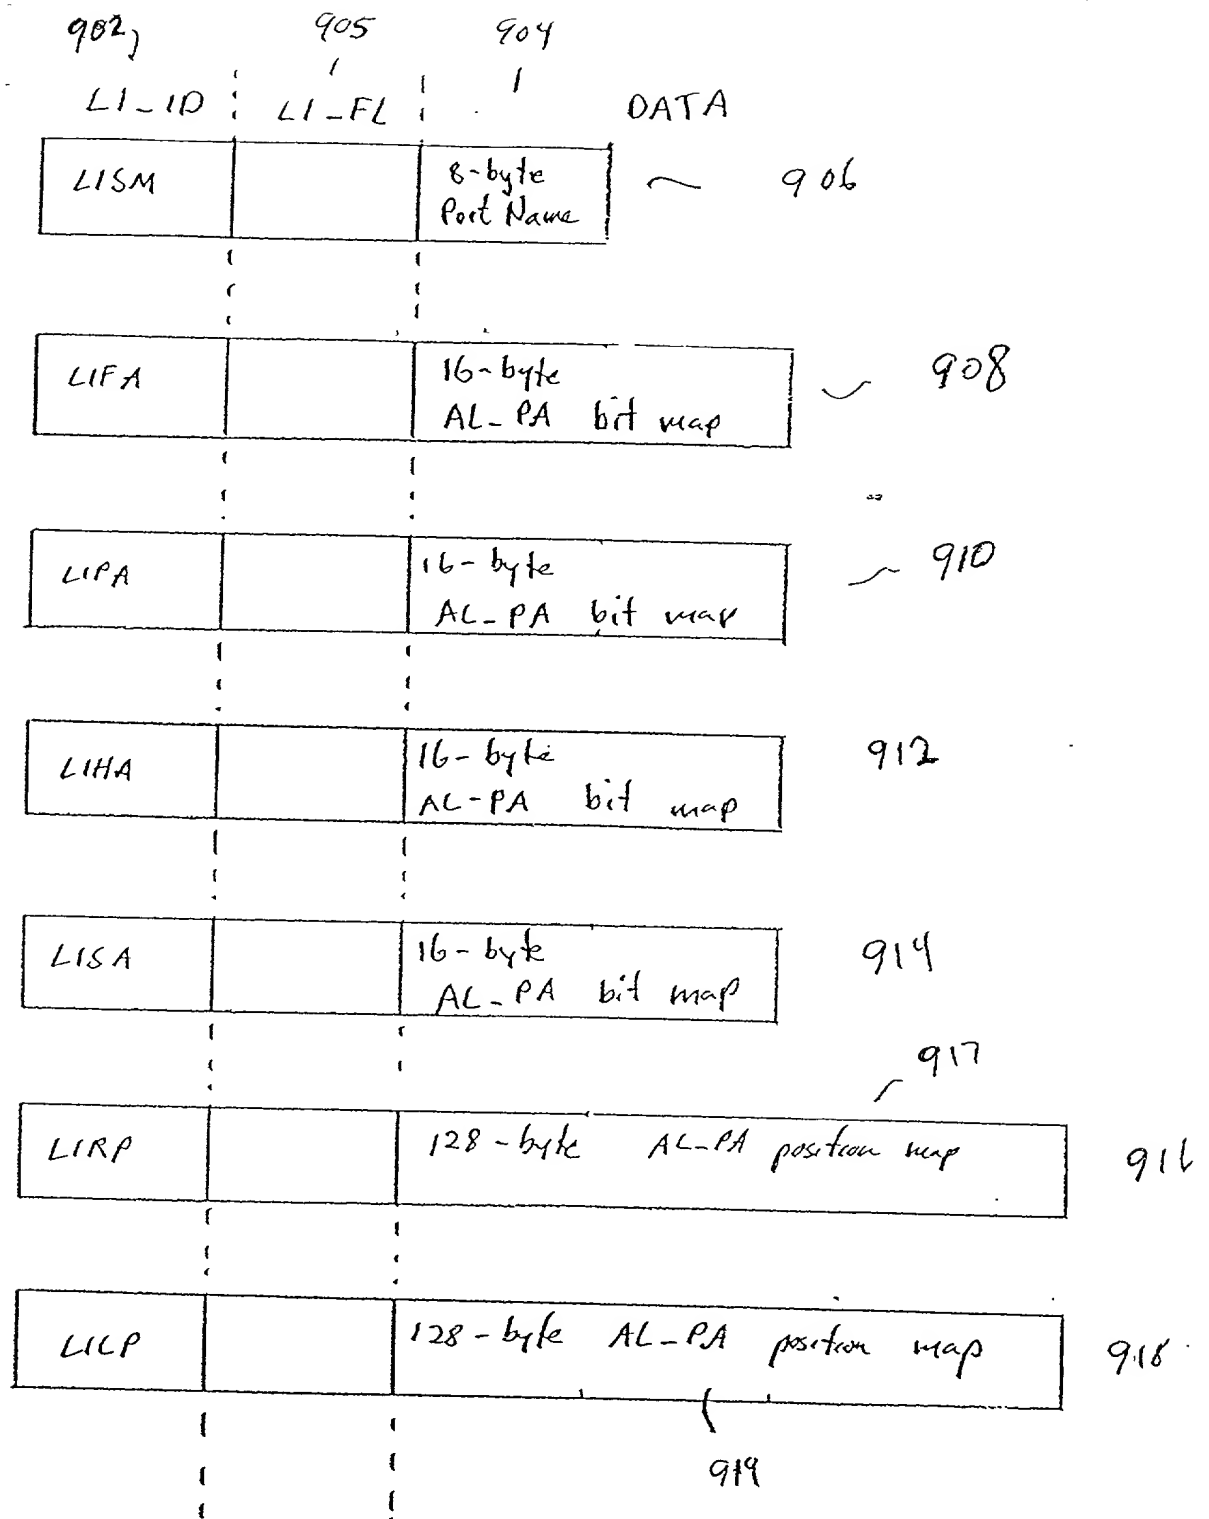 902 905 904
LI_ID LI_FL DATA
LISM 8-byte 906
Port Name
LIFA 16-byte 908
AL_PA bit map
LIPA 16-byte 910
AL_PA bit map
LIHA 16-byte 912
AL-PA bit map
LISA 16-byte 914
AL_PA bit map
917
LIRP 128-byte AL_PA position map 916
LILP 128-byte AL_PA position map 918
919